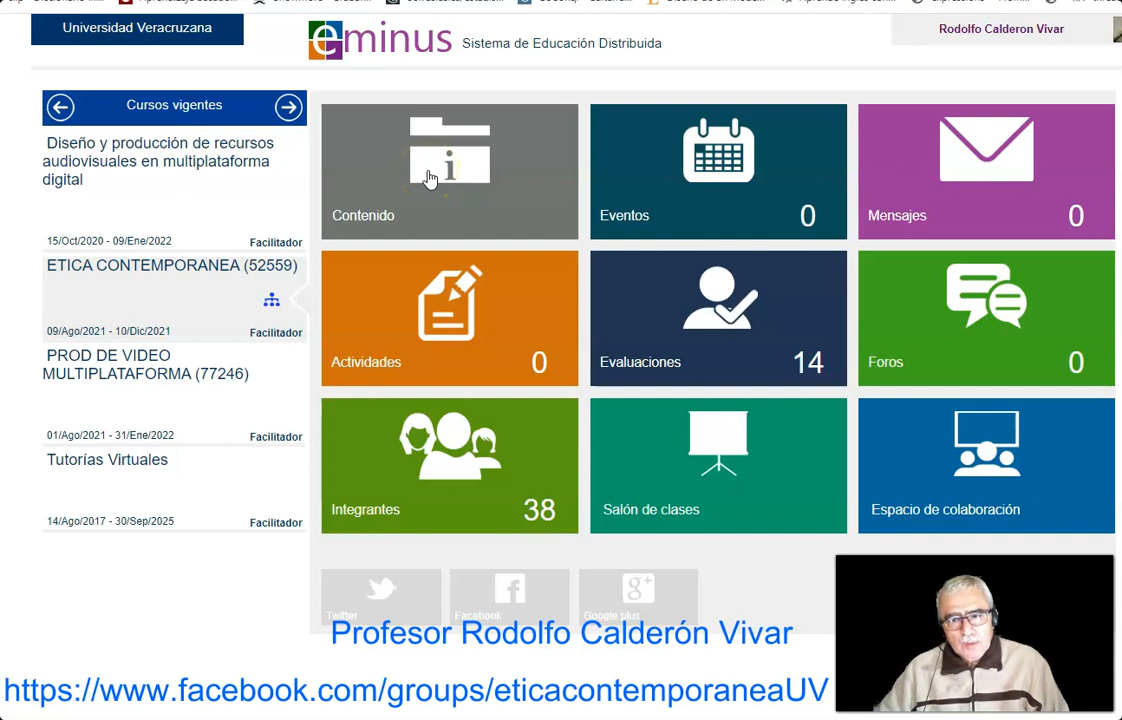 Universidad Veracruzana
eminus Sistema de Educación Distribuida
Rodolfo Calderon Vivar
Cursos vigentes
Diseño y producción de recursos
audiovisuales en multiplataforma
digital
15/Oct/2020 - 09/Ene/2022
Facilitador
ETICA CONTEMPORANEA (52559)
09/Ago/2021 - 10/Dic/2021
Facilitador
PROD DE VIDEO
MULTIPLATAFORMA (77246)
01/Ago/2021 - 31/Ene/2022
Facilitador
Tutorías Virtuales
14/Ago/2017 - 30/Sep/2025
Facilitador
i
Contenido
Eventos 0
Mensajes 0
Actividades 0
Evaluaciones 14
Foros 0
Integrantes 38
Salón de clases
Espacio de colaboración
Twitter
Facebook
Google plus
Profesor Rodolfo Calderón Vivar
https://www.facebook.com/groups/eticacontemporaneaUV